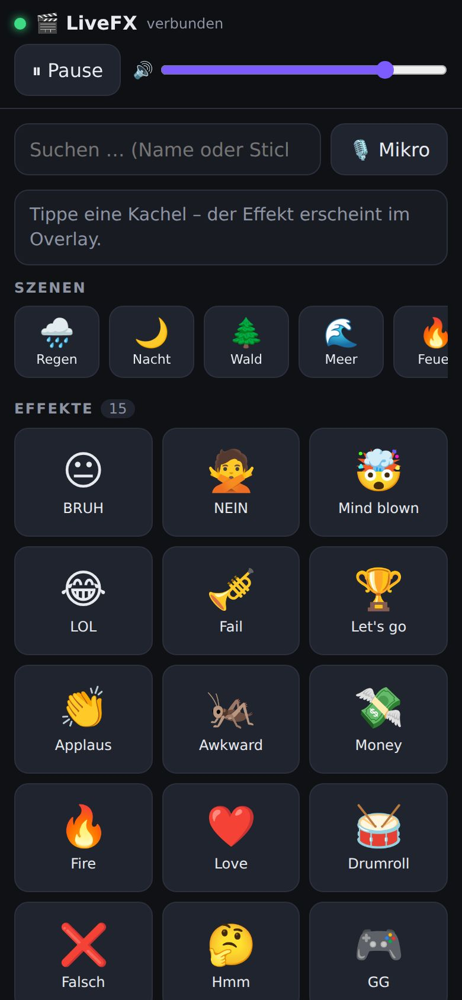 LiveFX verbunden
Pause
Suchen … (Name oder Sticl
Mikro
Tippe eine Kachel – der Effekt erscheint im
Overlay.
SZENEN
Regen Nacht Wald Meer Feue
EFFEKTE 15
BRUH NEIN Mind blown
LOL Fail Let's go
Applaus Awkward Money
Fire Love Drumroll
Falsch Hmm GG